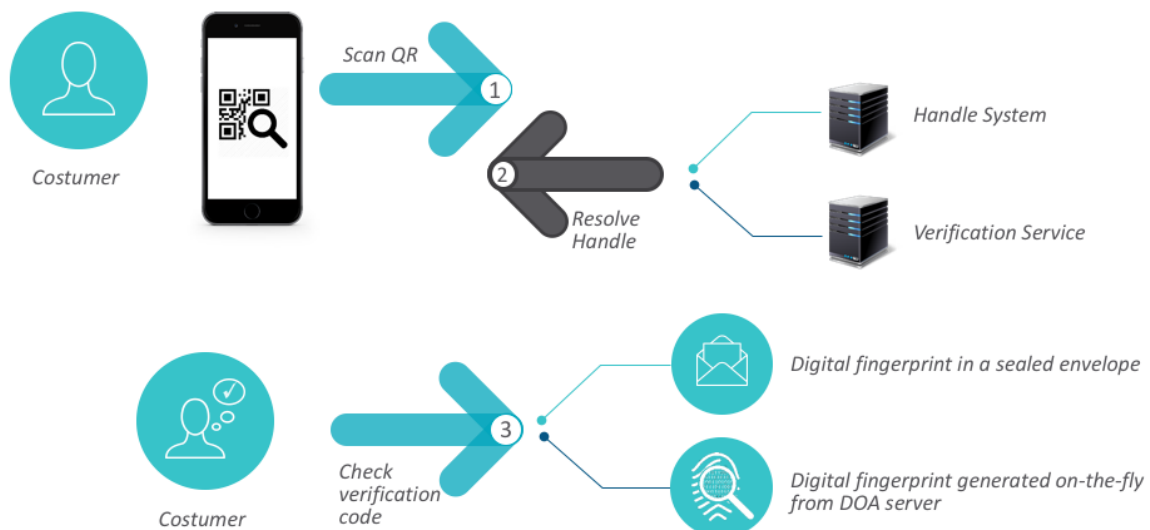 Scan QR
1
Handle System
Costumer
2
Resolve
Handle
Verification Service
Digital fingerprint in a sealed envelope
3
Check
verification
code
Digital fingerprint generated on-the-fly
from DOA server
Costumer